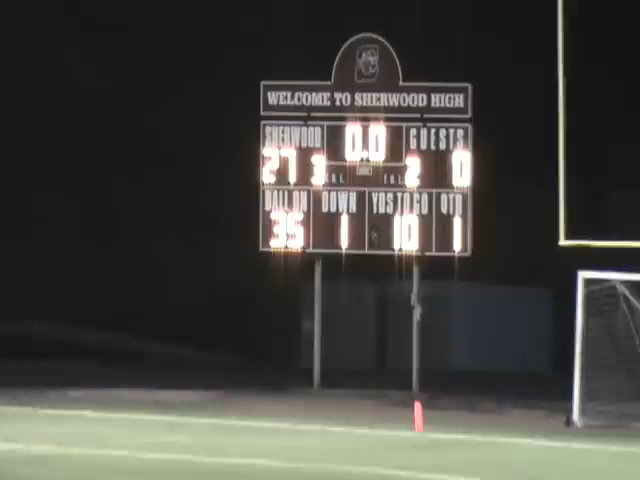 WELCOME TO SHERWOOD HIGH
SHERWOOD 0.0 GUESTS
27 3 T.O.L. T.O.L. 2 0
BALL ON DOWN YDS TO GO QTR
35 1 10 1